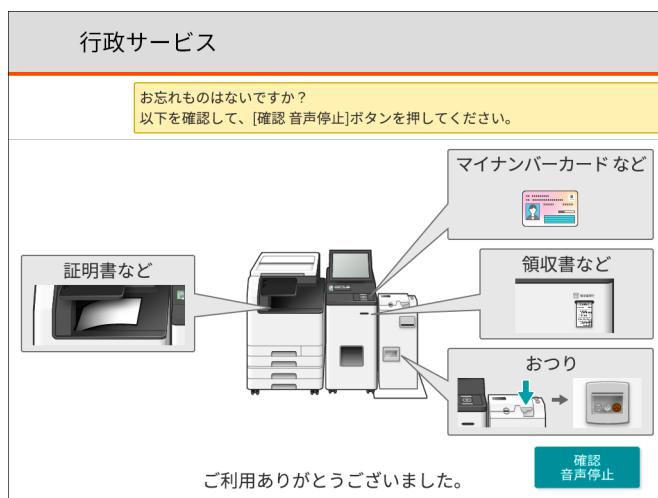 行政サービス
お忘れものはないですか？
以下を確認して、[確認 音声停止]ボタンを押してください。
マイナンバーカード など
証明書など
領収書など
おつり
確認
音声停止
ご利用ありがとうございました。